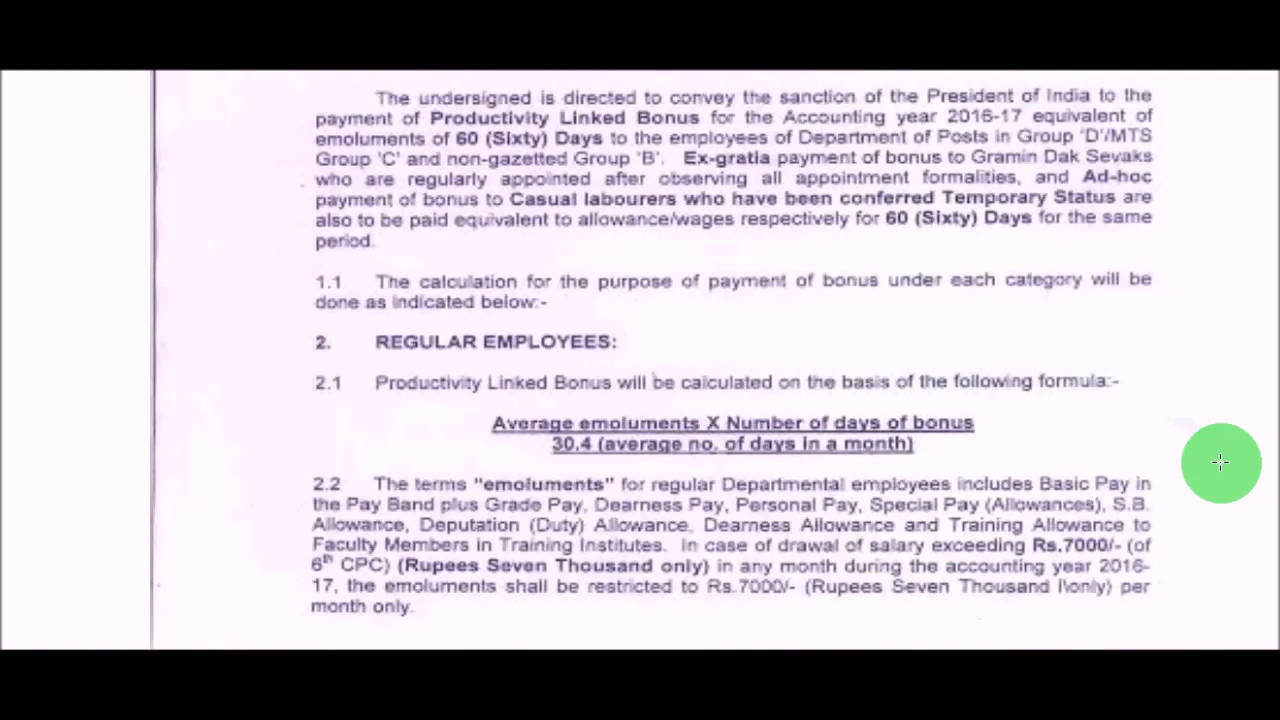 The undersigned is directed to convey the sanction of the President of India to the
payment of Productivity Linked Bonus for the Accounting year 2016-17 equivalent of
emoluments of 60 (Sixty) Days to the employees of Department of Posts in Group 'D'/MTS
Group 'C' and non-gazetted Group 'B'. Ex-gratia payment of bonus to Gramin Dak Sevaks
who are regularly appointed after observing all appointment formalities, and Ad-hoc
payment of bonus to Casual labourers who have been conferred Temporary Status are
also to be paid equivalent to allowance/wages respectively for 60 (Sixty) Days for the same
period.
1.1 The calculation for the purpose of payment of bonus under each category will be
done as indicated below:-
2. REGULAR EMPLOYEES:
2.1 Productivity Linked Bonus will be calculated on the basis of the following formula:-
Average emoluments X Number of days of bonus
30.4 (average no. of days in a month)
2.2 The terms "emoluments" for regular Departmental employees includes Basic Pay in
the Pay Band plus Grade Pay, Dearness Pay, Personal Pay, Special Pay (Allowances), S.B.
Allowance, Deputation (Duty) Allowance, Dearness Allowance and Training Allowance to
Faculty Members in Training Institutes. In case of drawal of salary exceeding Rs.7000/- (of
6th CPC) (Rupees Seven Thousand only) in any month during the accounting year 2016-
17, the emoluments shall be restricted to Rs.7000/- (Rupees Seven Thousand l\only) per
month only.